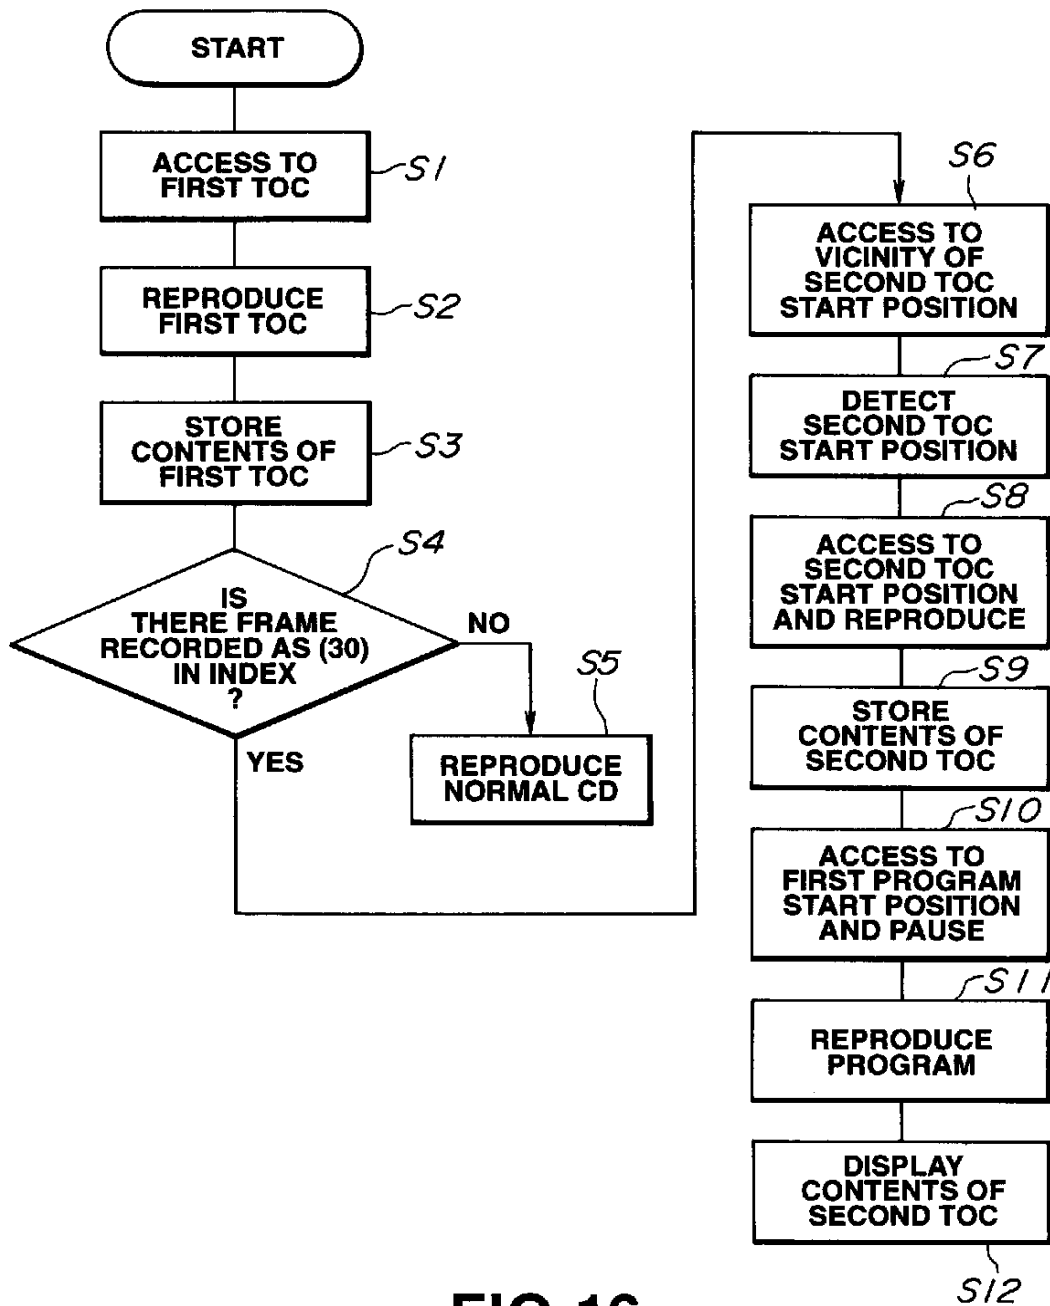 START
ACCESS TO
FIRST TOC
S1
REPRODUCE
FIRST TOC
S2
STORE
CONTENTS OF
FIRST TOC
S3
IS
THERE FRAME
RECORDED AS (30)
IN INDEX
?
S4
NO
YES
S5
REPRODUCE
NORMAL CD
S6
ACCESS TO
VICINITY OF
SECOND TOC
START POSITION
S7
DETECT
SECOND TOC
START POSITION
S8
ACCESS TO
SECOND TOC
START POSITION
AND REPRODUCE
S9
STORE
CONTENTS OF
SECOND TOC
S10
ACCESS TO
FIRST PROGRAM
START POSITION
AND PAUSE
S11
REPRODUCE
PROGRAM
DISPLAY
CONTENTS OF
SECOND TOC
S12
FIG.16